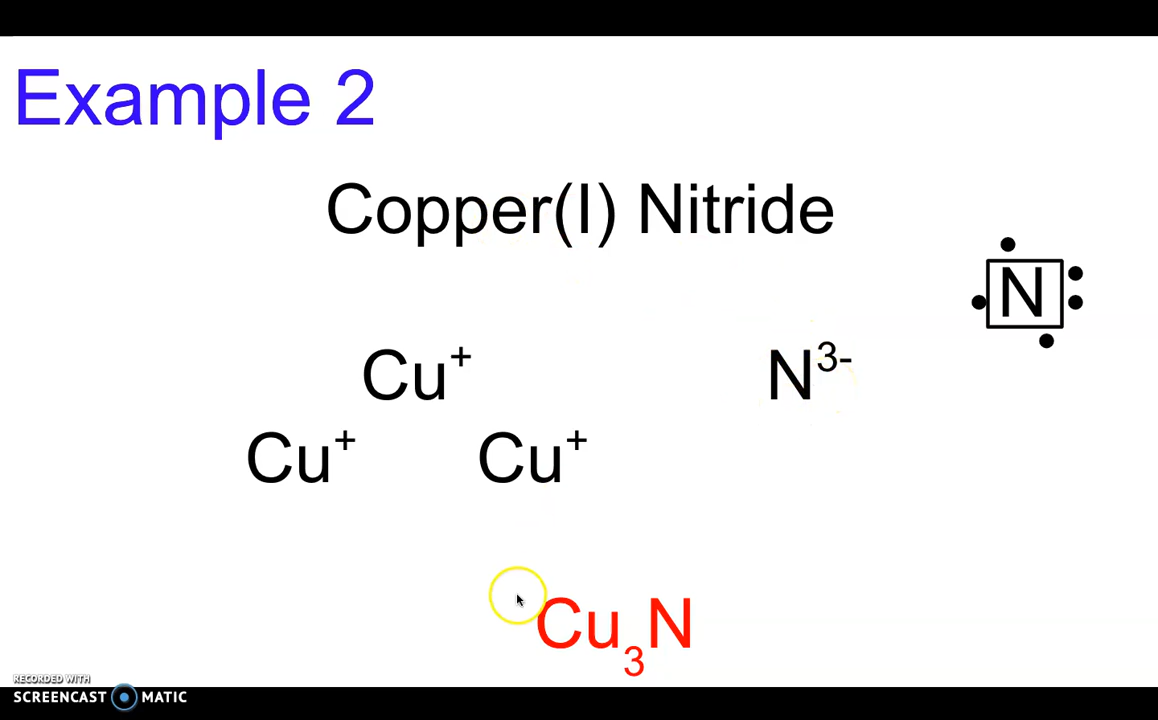 Example 2
Copper(I) Nitride
N
Cu⁺ N³⁻
Cu⁺ Cu⁺
Cu₃N
RECORDED WITH
SCREENCAST MATIC